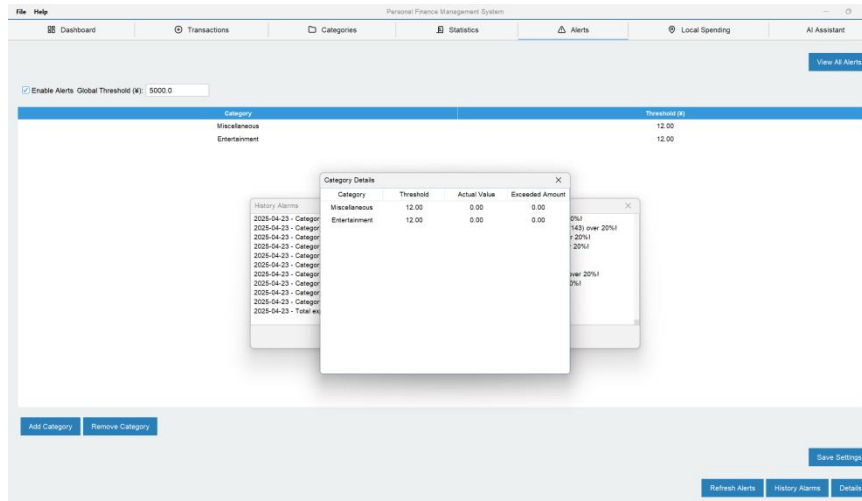 File Help
Personal Finance Management System
Dashboard Transactions Categories Statistics Alerts Local Spending AI Assistant
View All Alerts
Enable Alerts Global Threshold (¥): 5000.0
Category Threshold (¥)
Miscellaneous 12.00
Entertainment 12.00
Category Details
Category Threshold Actual Value Exceeded Amount
Miscellaneous 12.00 0.00 0.00
Entertainment 12.00 0.00 0.00
History Alarms
2025-04-23 - Categor 0%!
2025-04-23 - Categor 143) over 20%!
2025-04-23 - Categor 20%!
2025-04-23 - Categor 20%!
2025-04-23 - Categor
2025-04-23 - Categor
2025-04-23 - Categor over 20%!
2025-04-23 - Categor 0%!
2025-04-23 - Categor
2025-04-23 - Categor
2025-04-23 - Total ex
Add Category Remove Category
Save Settings
Refresh Alerts History Alarms Details